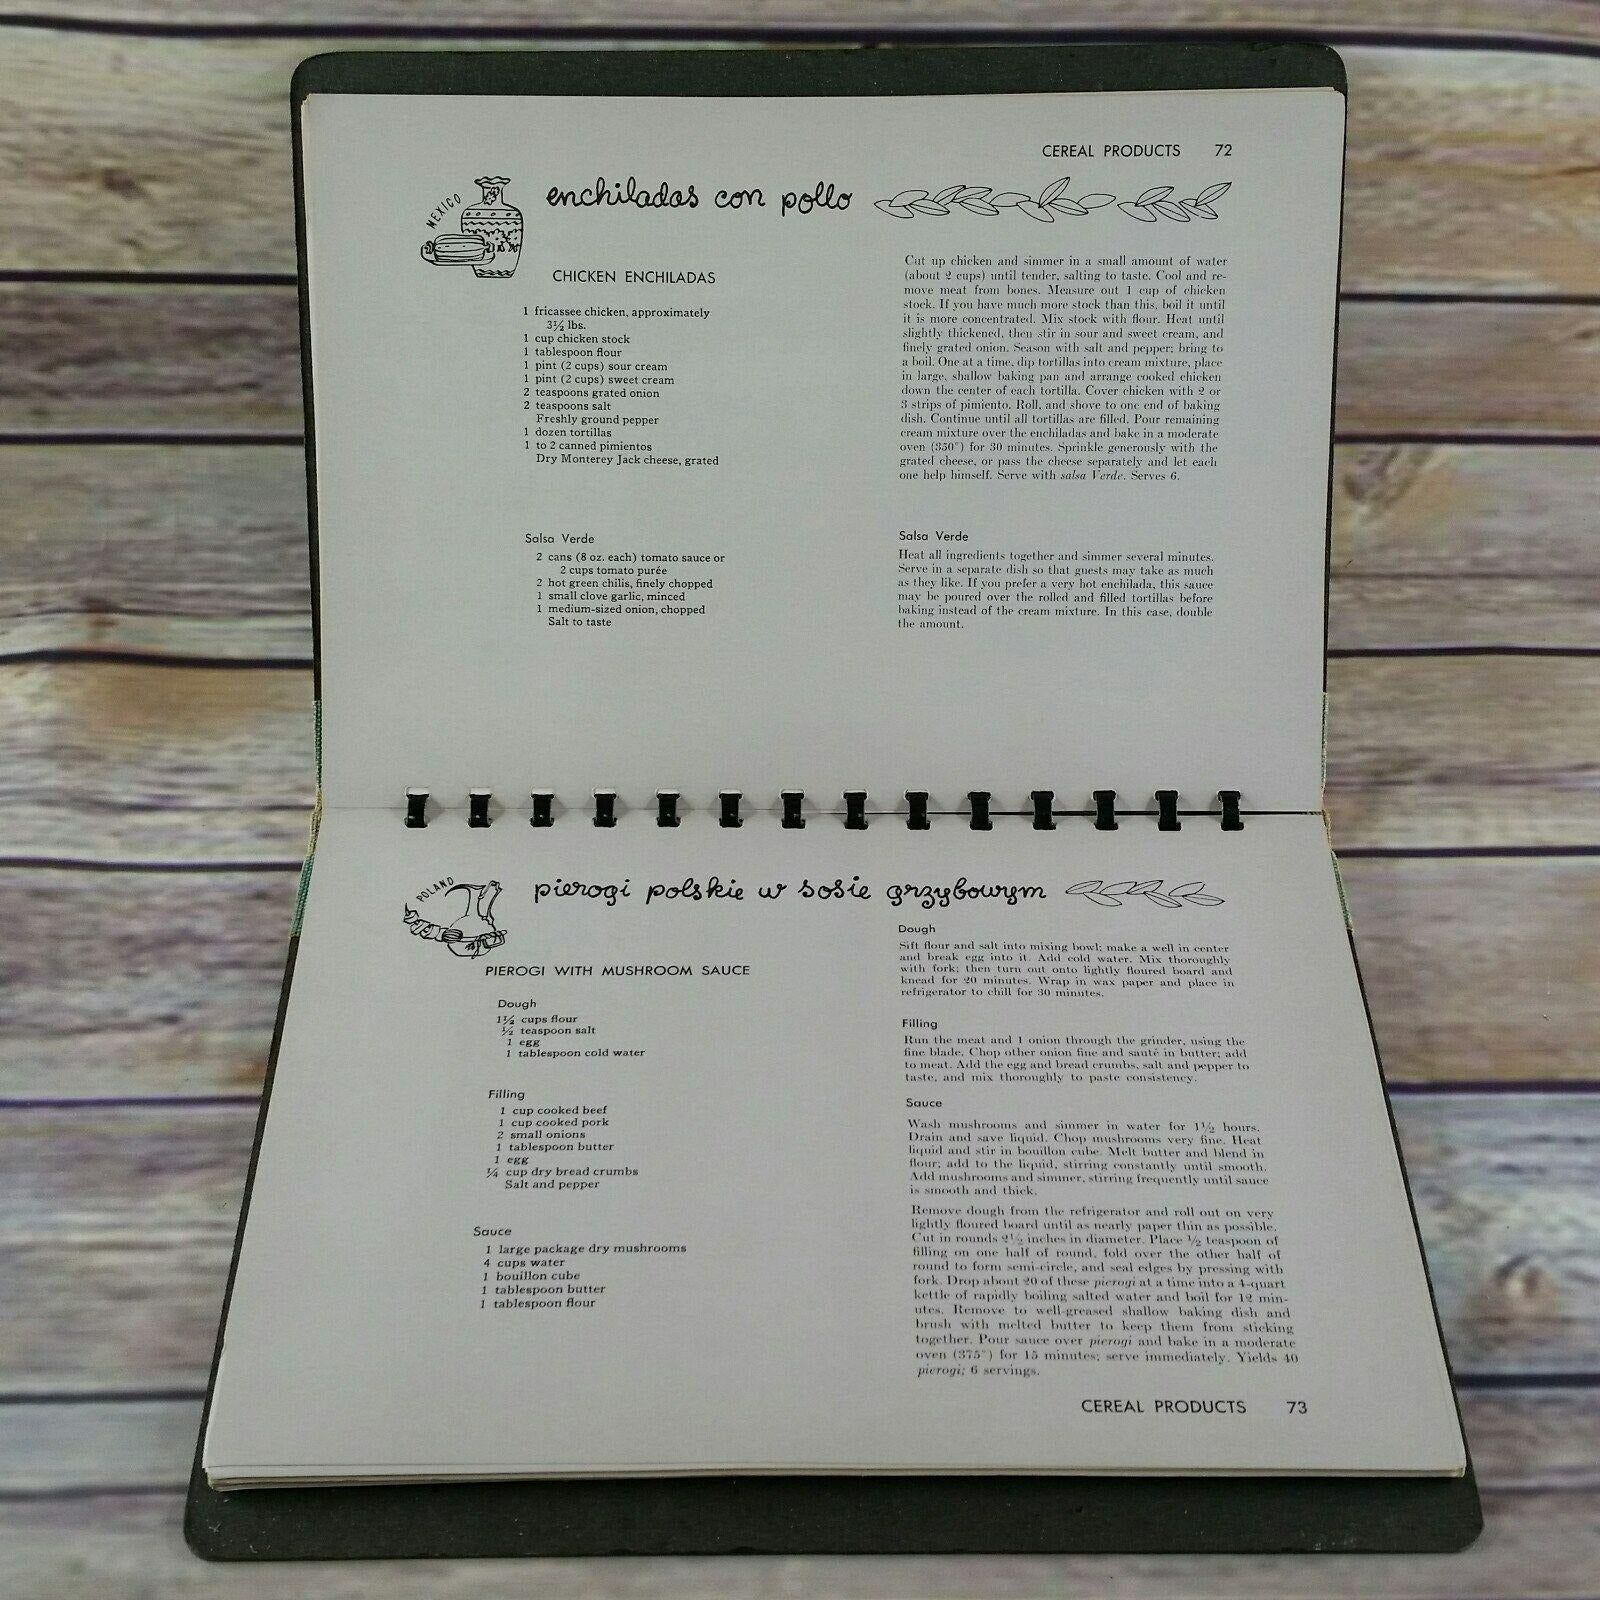 CEREAL PRODUCTS 72
MEXICO
enchiladas con pollo
CHICKEN ENCHILADAS
1 fricassee chicken, approximately
3½ lbs.
1 cup chicken stock
1 tablespoon flour
1 pint (2 cups) sour cream
1 pint (2 cups) sweet cream
2 teaspoons grated onion
2 teaspoons salt
Freshly ground pepper
1 dozen tortillas
1 to 2 canned pimientos
Dry Monterey Jack cheese, grated
Cut up chicken and simmer in a small amount of water
(about 2 cups) until tender, salting to taste. Cool and re-
move meat from bones. Measure out 1 cup of chicken
stock. If you have much more stock than this, boil it until
it is more concentrated. Mix stock with flour. Heat until
slightly thickened, then stir in sour and sweet cream, and
finely grated onion. Season with salt and pepper; bring to
a boil. One at a time, dip tortillas into cream mixture, place
in large, shallow baking pan and arrange cooked chicken
down the center of each tortilla. Cover chicken with 2 or
3 strips of pimiento. Roll, and shove to one end of baking
dish. Continue until all tortillas are filled. Pour remaining
cream mixture over the enchiladas and bake in a moderate
oven (350°) for 30 minutes. Sprinkle generously with the
grated cheese, or pass the cheese separately and let each
one help himself. Serve with salsa Verde. Serves 6.
Salsa Verde
2 cans (8 oz. each) tomato sauce or
2 cups tomato purée
2 hot green chilis, finely chopped
1 small clove garlic, minced
1 medium-sized onion, chopped
Salt to taste
Salsa Verde
Heat all ingredients together and simmer several minutes.
Serve in a separate dish so that guests may take as much
as they like. If you prefer a very hot enchilada, this sauce
may be poured over the rolled and filled tortillas before
baking instead of the cream mixture. In this case, double
the amount.
POLAND
pierogi polskie w sosie grzybowym
PIEROGI WITH MUSHROOM SAUCE
Dough
1½ cups flour
½ teaspoon salt
1 egg
1 tablespoon cold water
Filling
1 cup cooked beef
1 cup cooked pork
2 small onions
1 tablespoon butter
1 egg
¼ cup dry bread crumbs
Salt and pepper
Sauce
1 large package dry mushrooms
4 cups water
1 bouillon cube
1 tablespoon butter
1 tablespoon flour
Dough
Sift flour and salt into mixing bowl; make a well in center
and break egg into it. Add cold water. Mix thoroughly
with fork; then turn out onto lightly floured board and
knead for 20 minutes. Wrap in wax paper and place in
refrigerator to chill for 30 minutes.
Filling
Run the meat and 1 onion through the grinder, using the
fine blade. Chop other onion fine and sauté in butter; add
to meat. Add the egg and bread crumbs, salt and pepper to
taste, and mix thoroughly to paste consistency.
Sauce
Wash mushrooms and simmer in water for 1½ hours.
Drain and save liquid. Chop mushrooms very fine. Heat
liquid and stir in bouillon cube. Melt butter and blend in
flour; add to the liquid, stirring constantly until smooth.
Add mushrooms and simmer, stirring frequently until sauce
is smooth and thick.
Remove dough from the refrigerator and roll out on very
lightly floured board until as nearly paper thin as possible.
Cut in rounds 2½ inches in diameter. Place ½ teaspoon of
filling on one half of round, fold over the other half of
round to form semi-circle, and seal edges by pressing with
fork. Drop about 20 of these pierogi at a time into a 4-quart
kettle of rapidly boiling salted water and boil for 12 min-
utes. Remove to well-greased shallow baking dish and
brush with melted butter to keep them from sticking
together. Pour sauce over pierogi and bake in a moderate
oven (375°) for 15 minutes; serve immediately. Yields 40
pierogi; 6 servings.
CEREAL PRODUCTS 73